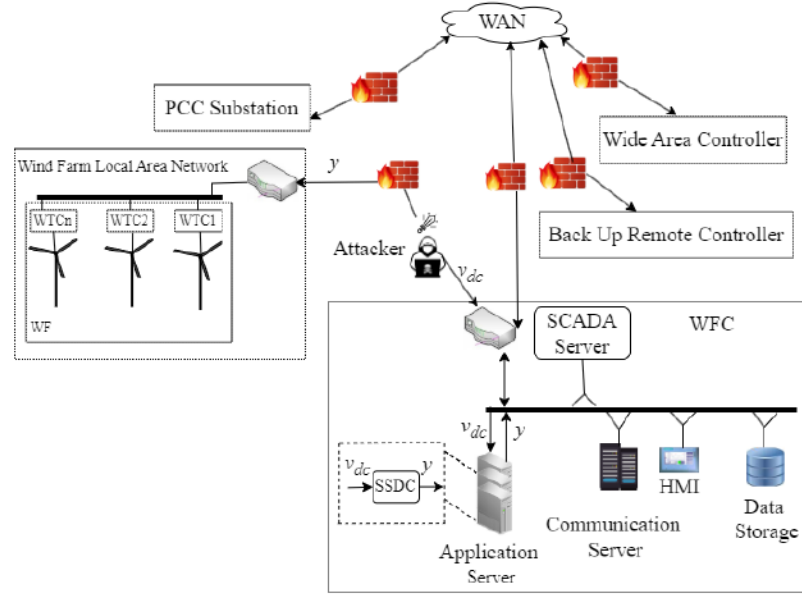 WAN
PCC Substation
Wide Area Controller
Wind Farm Local Area Network
y
WTCn
WTC2
WTC1
Back Up Remote Controller
Attacker
v_dc
WF
SCADA
Server
WFC
v_dc
y
v_dc
y
SSDC
HMI
Data
Storage
Communication
Server
Application
Server